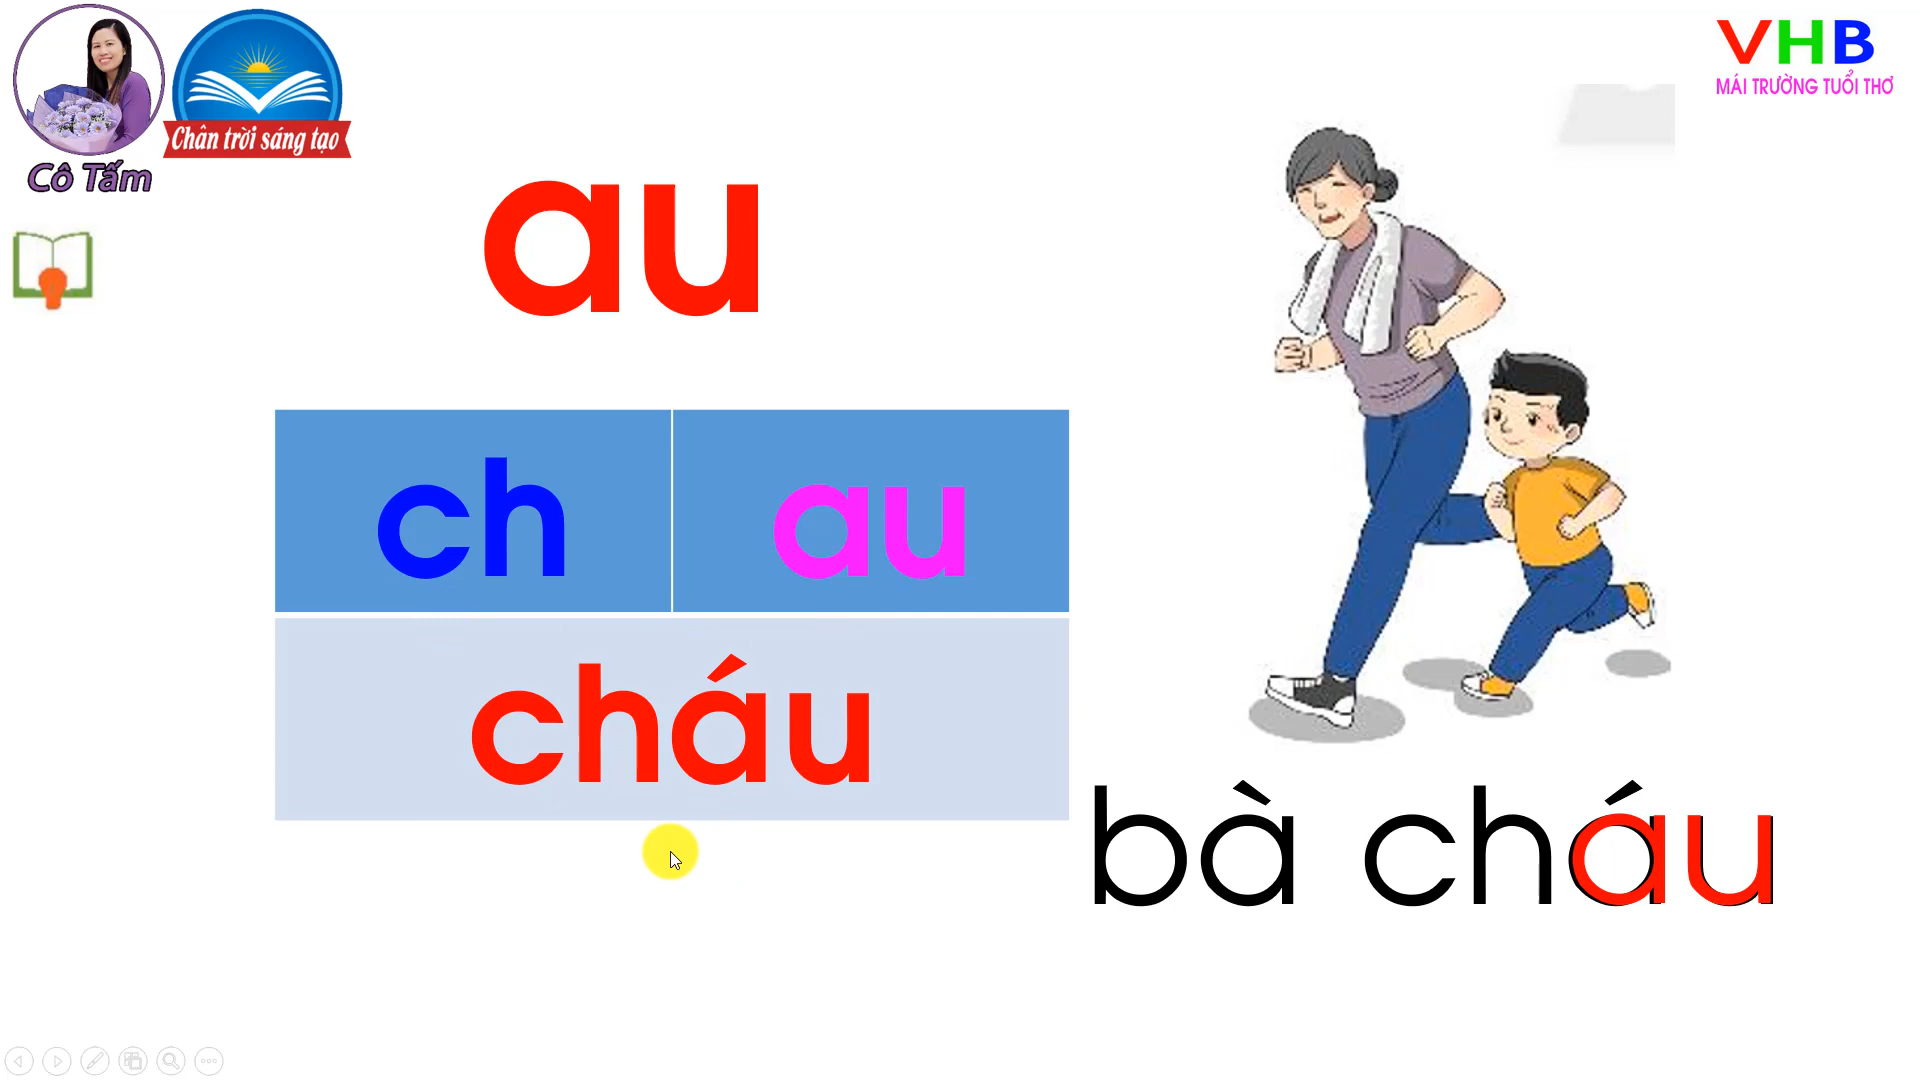 Chân trời sáng tạo
Cô Tấm
VHB
MÁI TRƯỜNG TUỔI THƠ
au
ch au
cháu
bà cháu